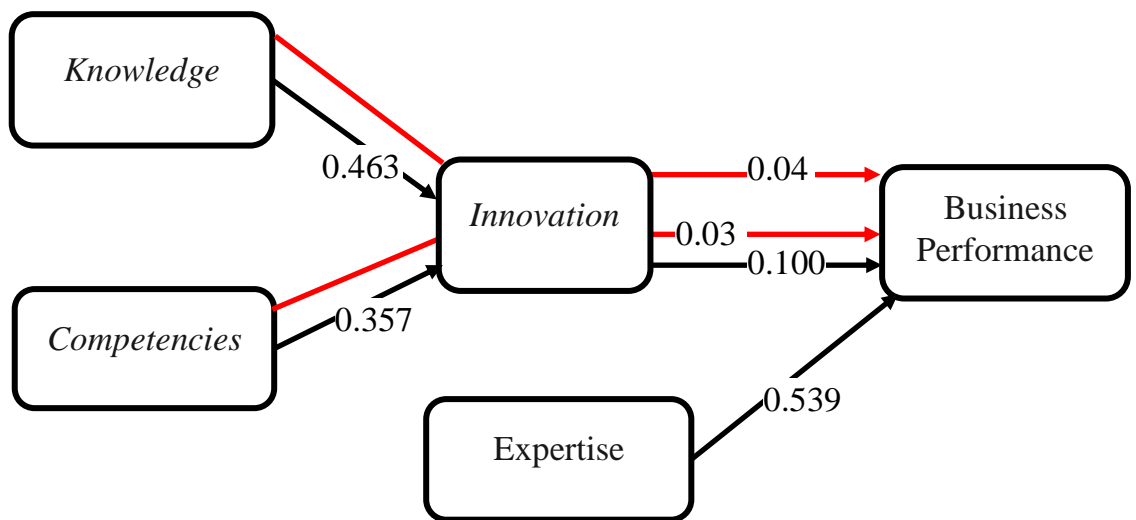 Knowledge
0.463
Innovation
0.04
0.03
0.100
Business
Performance
Competencies
0.357
0.539
Expertise